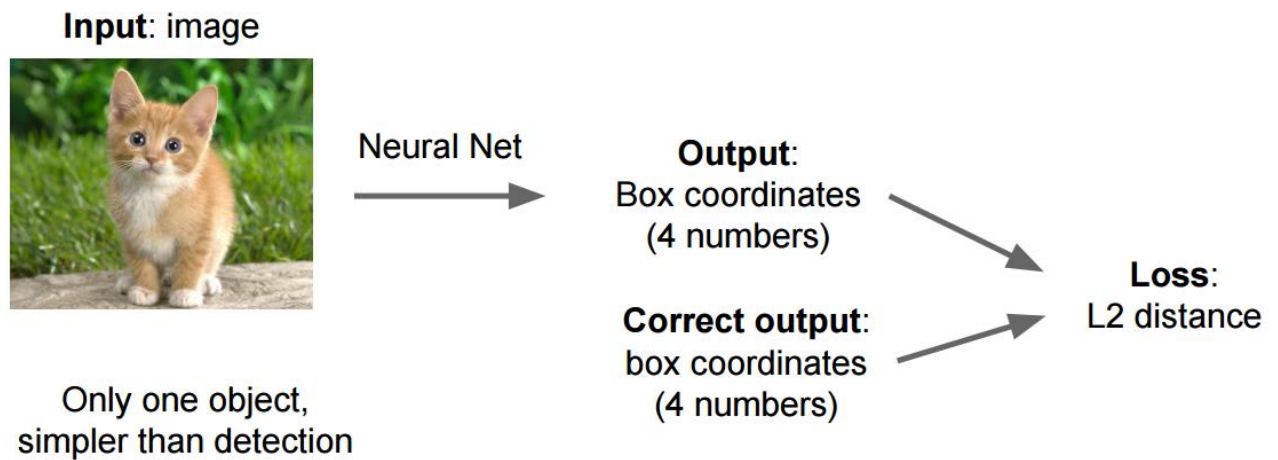 Input: image
Neural Net
Output:
Box coordinates
(4 numbers)
Correct output:
box coordinates
(4 numbers)
Loss:
L2 distance
Only one object,
simpler than detection